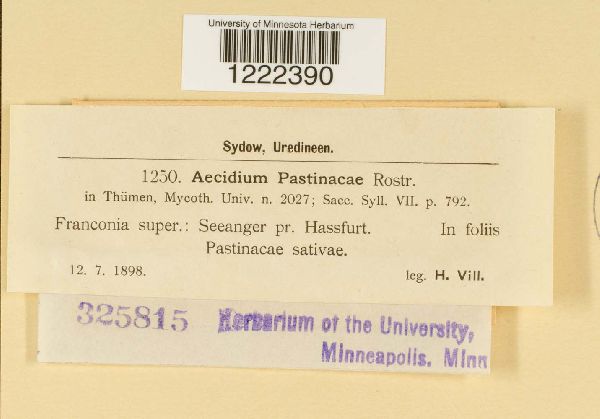 University of Minnesota Herbarium
1222390
Sydow, Uredineen.
1250. Aecidium Pastinacae Rostr.
in Thümen, Mycoth. Univ. n. 2027; Sacc. Syll. VII. p. 792.
Franconia super.: Seeanger pr. Hassfurt. In foliis
Pastinacae sativae.
12. 7. 1898. leg. H. Vill.
325815 Herbarium of the University,
Minneapolis. Minn